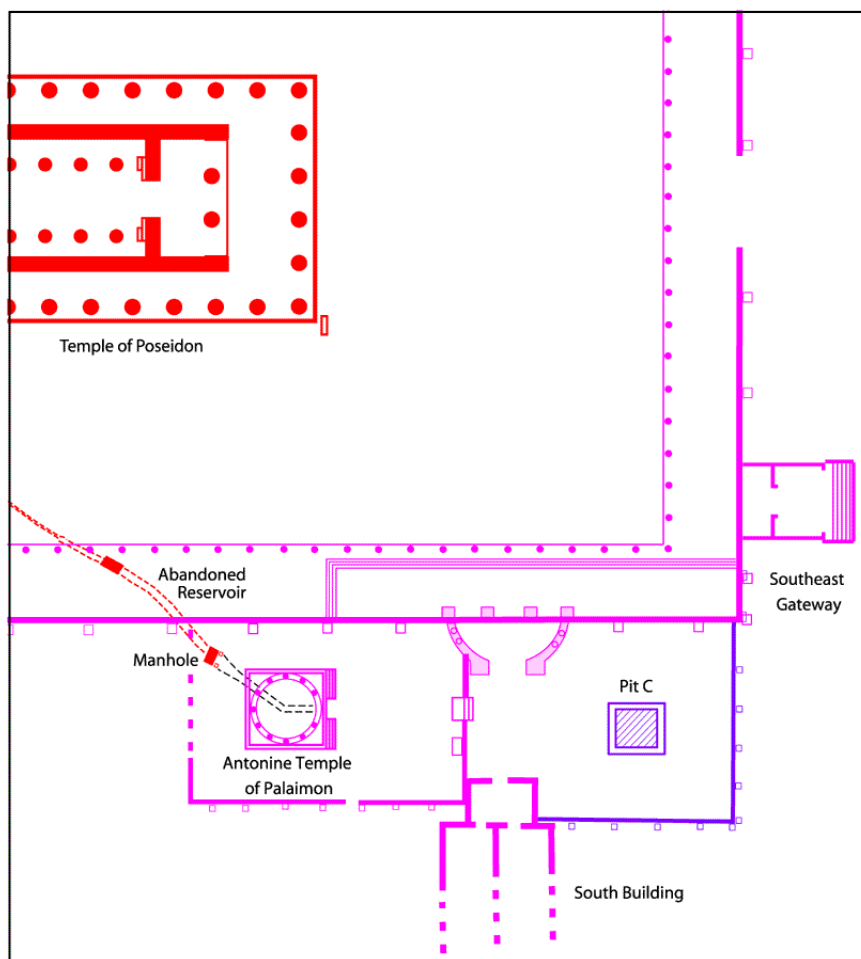 Temple of Poseidon
Abandoned
Reservoir
Southeast
Gateway
Manhole
Pit C
Antonine Temple
of Palaimon
South Building